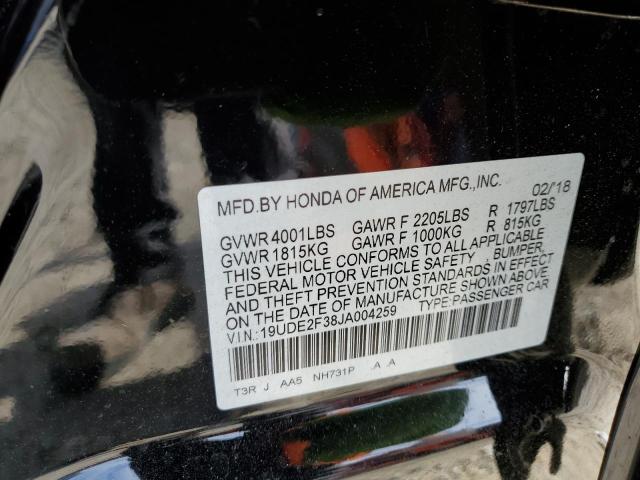 MFD.BY HONDA OF AMERICA MFG.,INC. 02/'18
GVWR 4001LBS GAWR F 2205LBS R 1797LBS
GVWR 1815KG GAWR F 1000KG R 815KG
THIS VEHICLE CONFORMS TO ALL APPLICABLE
FEDERAL MOTOR VEHICLE SAFETY , BUMPER,
AND THEFT PREVENTION STANDARDS IN EFFECT
ON THE DATE OF MANUFACTURE SHOWN ABOVE.
V.I.N.:19UDE2F38JA004259 TYPE:PASSENGER CAR
T3R J AA5 NH731P .A .A